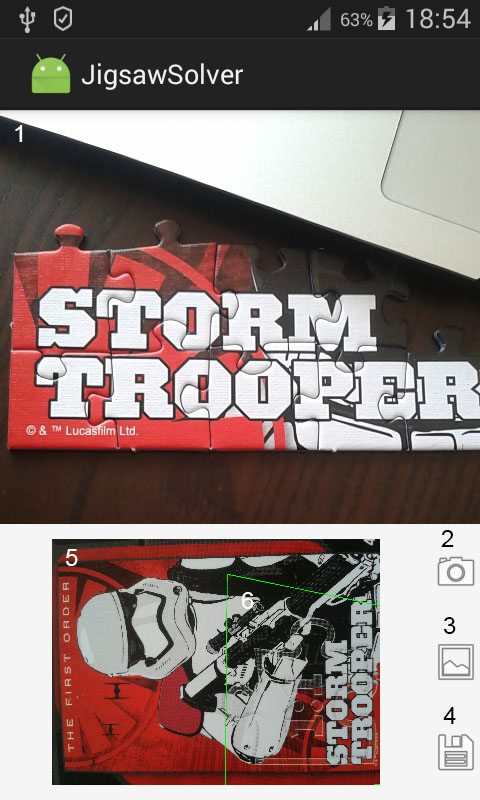 63% 18:54
JigsawSolver
1
STORM
TROOPER
© & ™ Lucasfilm Ltd.
2
5
THE FIRST ORDER
6
STORM
TROOPER
3
4